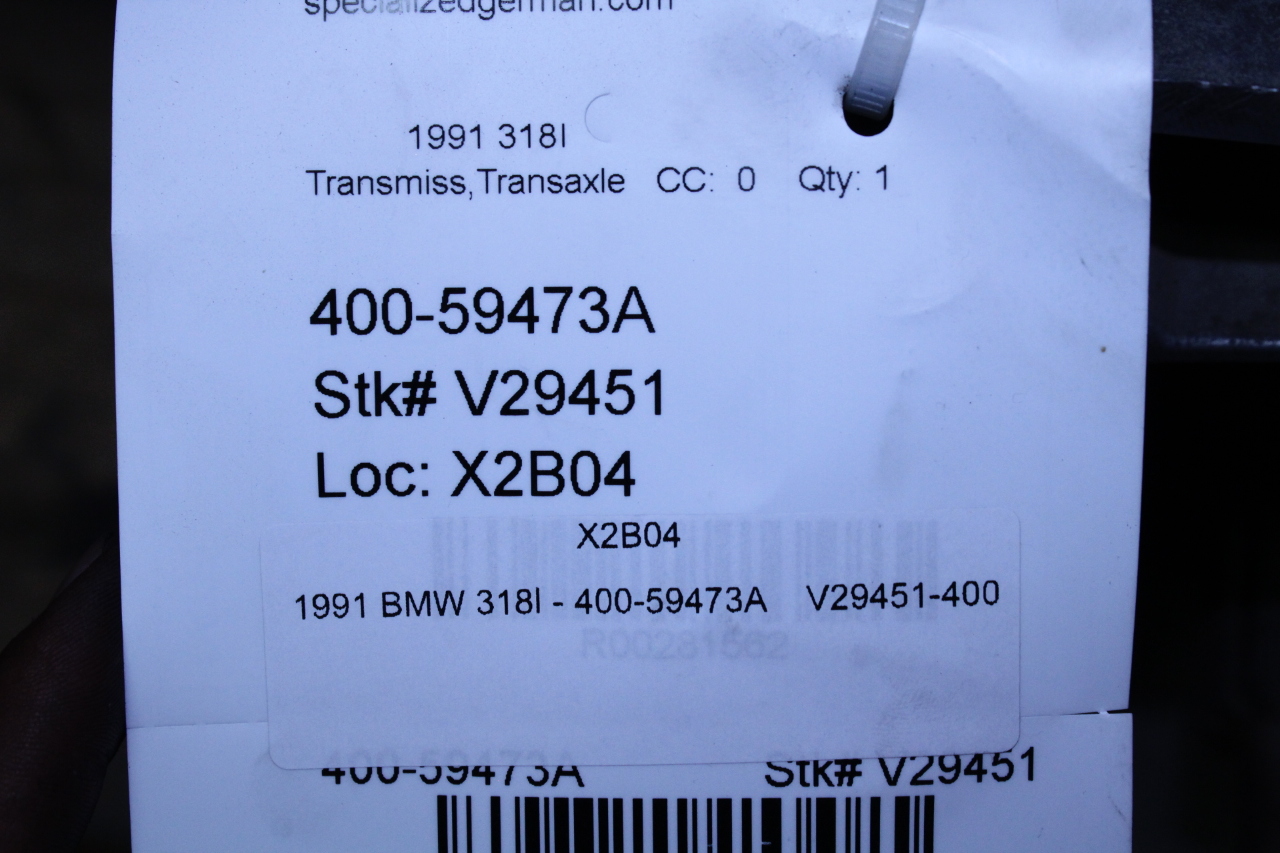 specializedgerman.com
1991 318I
Transmiss,Transaxle CC: 0 Qty: 1
400-59473A
Stk# V29451
Loc: X2B04
X2B04
1991 BMW 318I - 400-59473A V29451-400
R00281562
400-59473A Stk# V29451